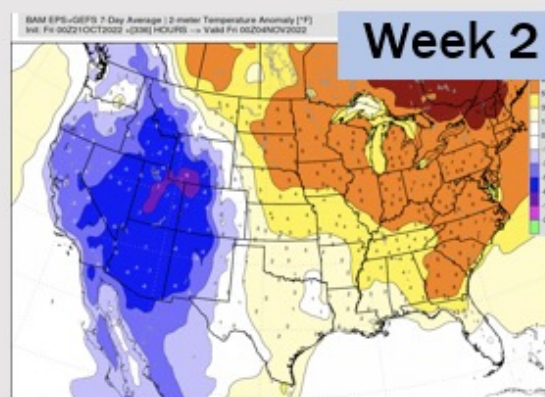 BAM EPS+GEFS 7-Day Average | 2-meter Temperature Anomaly [°F]
Init: Fri 00Z21OCT2022 <[336] HOURS --> Valid Fri 00Z04NOV2022
Week 2